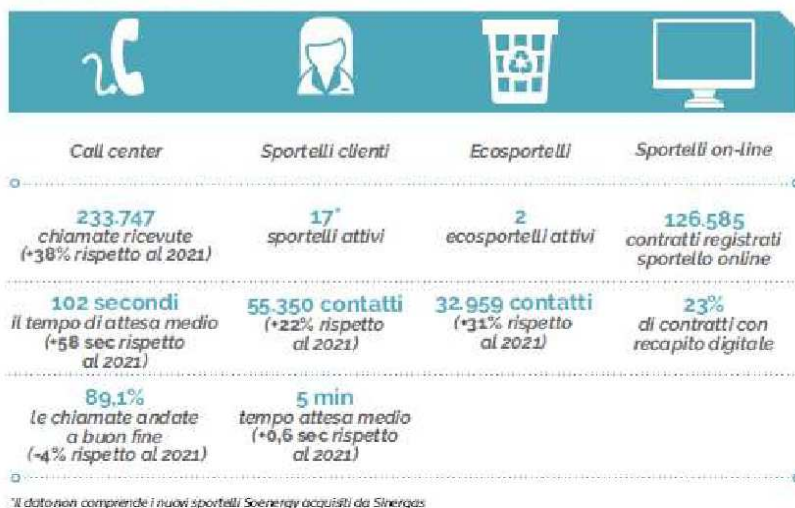 Call center
Sportelli clienti
Ecosportelli
Sportelli on-line
233.747
chiamate ricevute
(+38% rispetto al 2021)
17*
sportelli attivi
2
ecosportelli attivi
126.585
contratti registrati
sportello online
102 secondi
il tempo di attesa medio
(+58 sec rispetto
al 2021)
55.350 contatti
(+22% rispetto
al 2021)
32.959 contatti
(+31% rispetto
al 2021)
23%
di contratti con
recapito digitale
89,1%
le chiamate andate
a buon fine
(-4% rispetto al 2021)
5 min
tempo attesa medio
(+0,6 sec rispetto
al 2021)
*il dato non comprende i nuovi sportelli Soenergy acquisiti da Sinergas